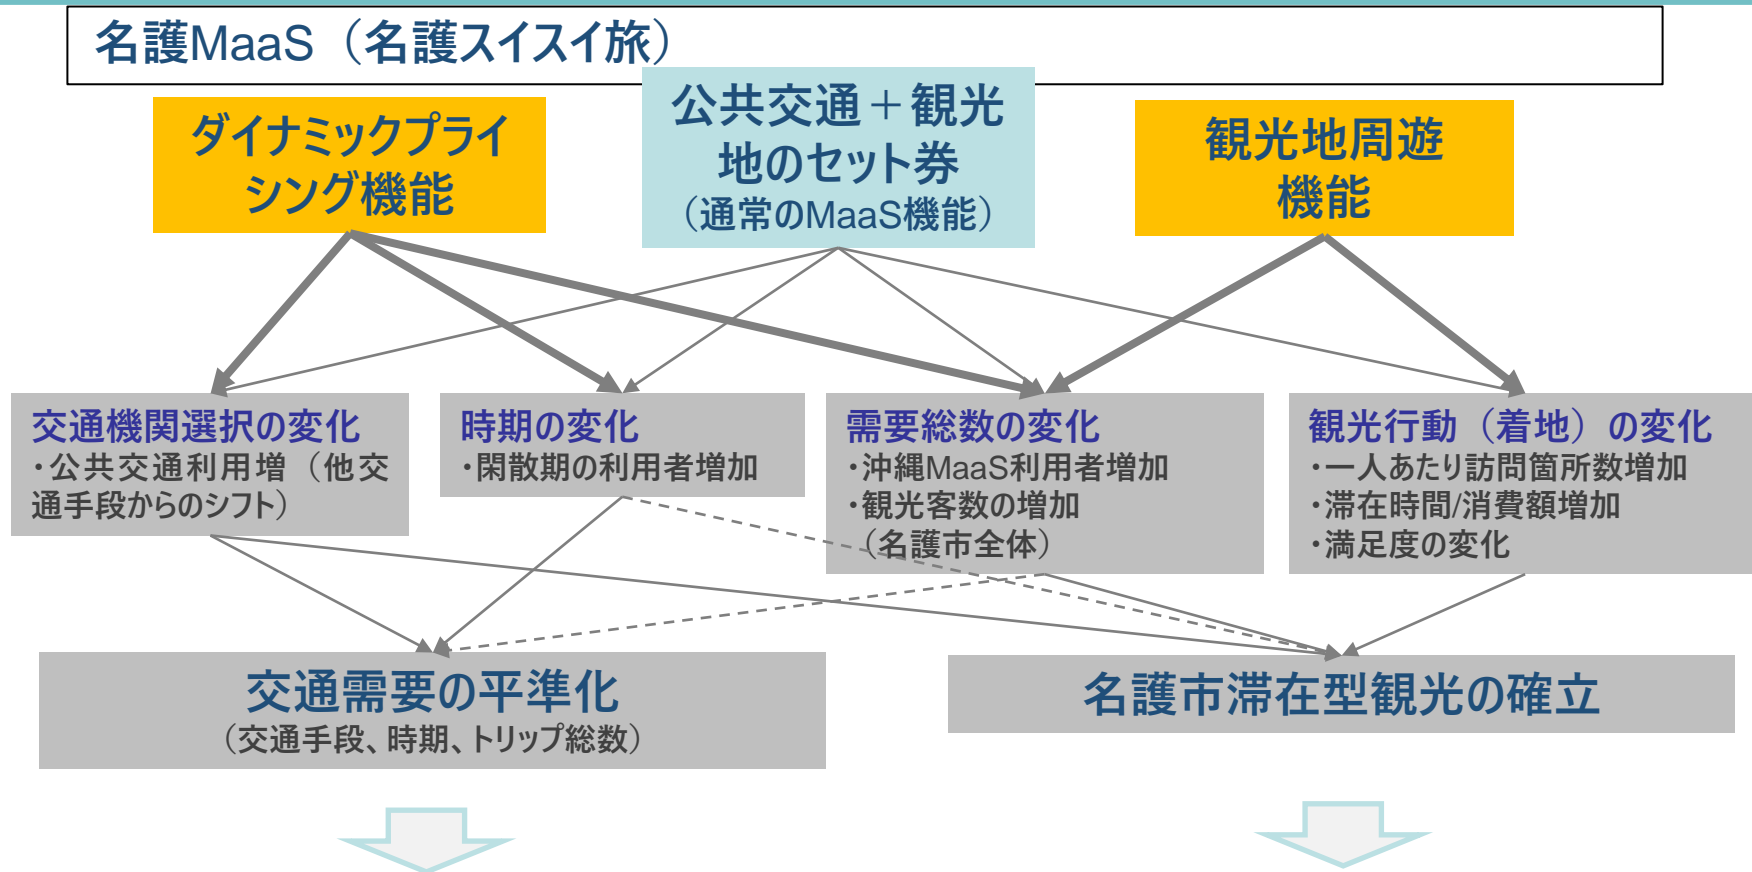 名護MaaS（名護スイスイ旅）
ダイナミックプライ
シング機能
公共交通＋観光
地のセット券
（通常のMaaS機能）
観光地周遊
機能
交通機関選択の変化
・公共交通利用増（他交
通手段からのシフト）
時期の変化
・閑散期の利用者増加
需要総数の変化
・沖縄MaaS利用者増加
・観光客数の増加
（名護市全体）
観光行動（着地）の変化
・一人あたり訪問箇所数増加
・滞在時間/消費額増加
・満足度の変化
交通需要の平準化
（交通手段、時期、トリップ総数）
名護市滞在型観光の確立